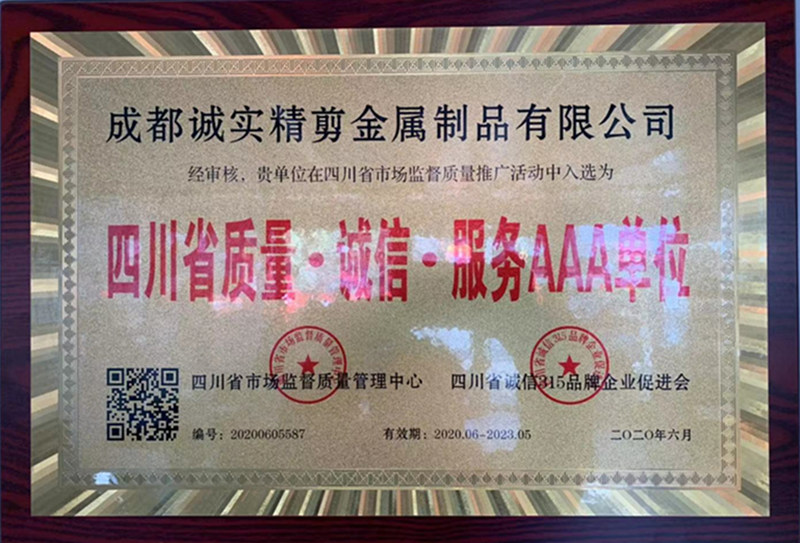 成都诚实精剪金属制品有限公司
经审核，贵单位在四川省市场监督质量推广活动中入选为
四川省质量·诚信·服务AAA单位
四川省市场监督质量管理中心 四川省诚信315品牌企业促进会
编号：20200605587 有效期：2020.06-2023.05 二〇二〇年六月